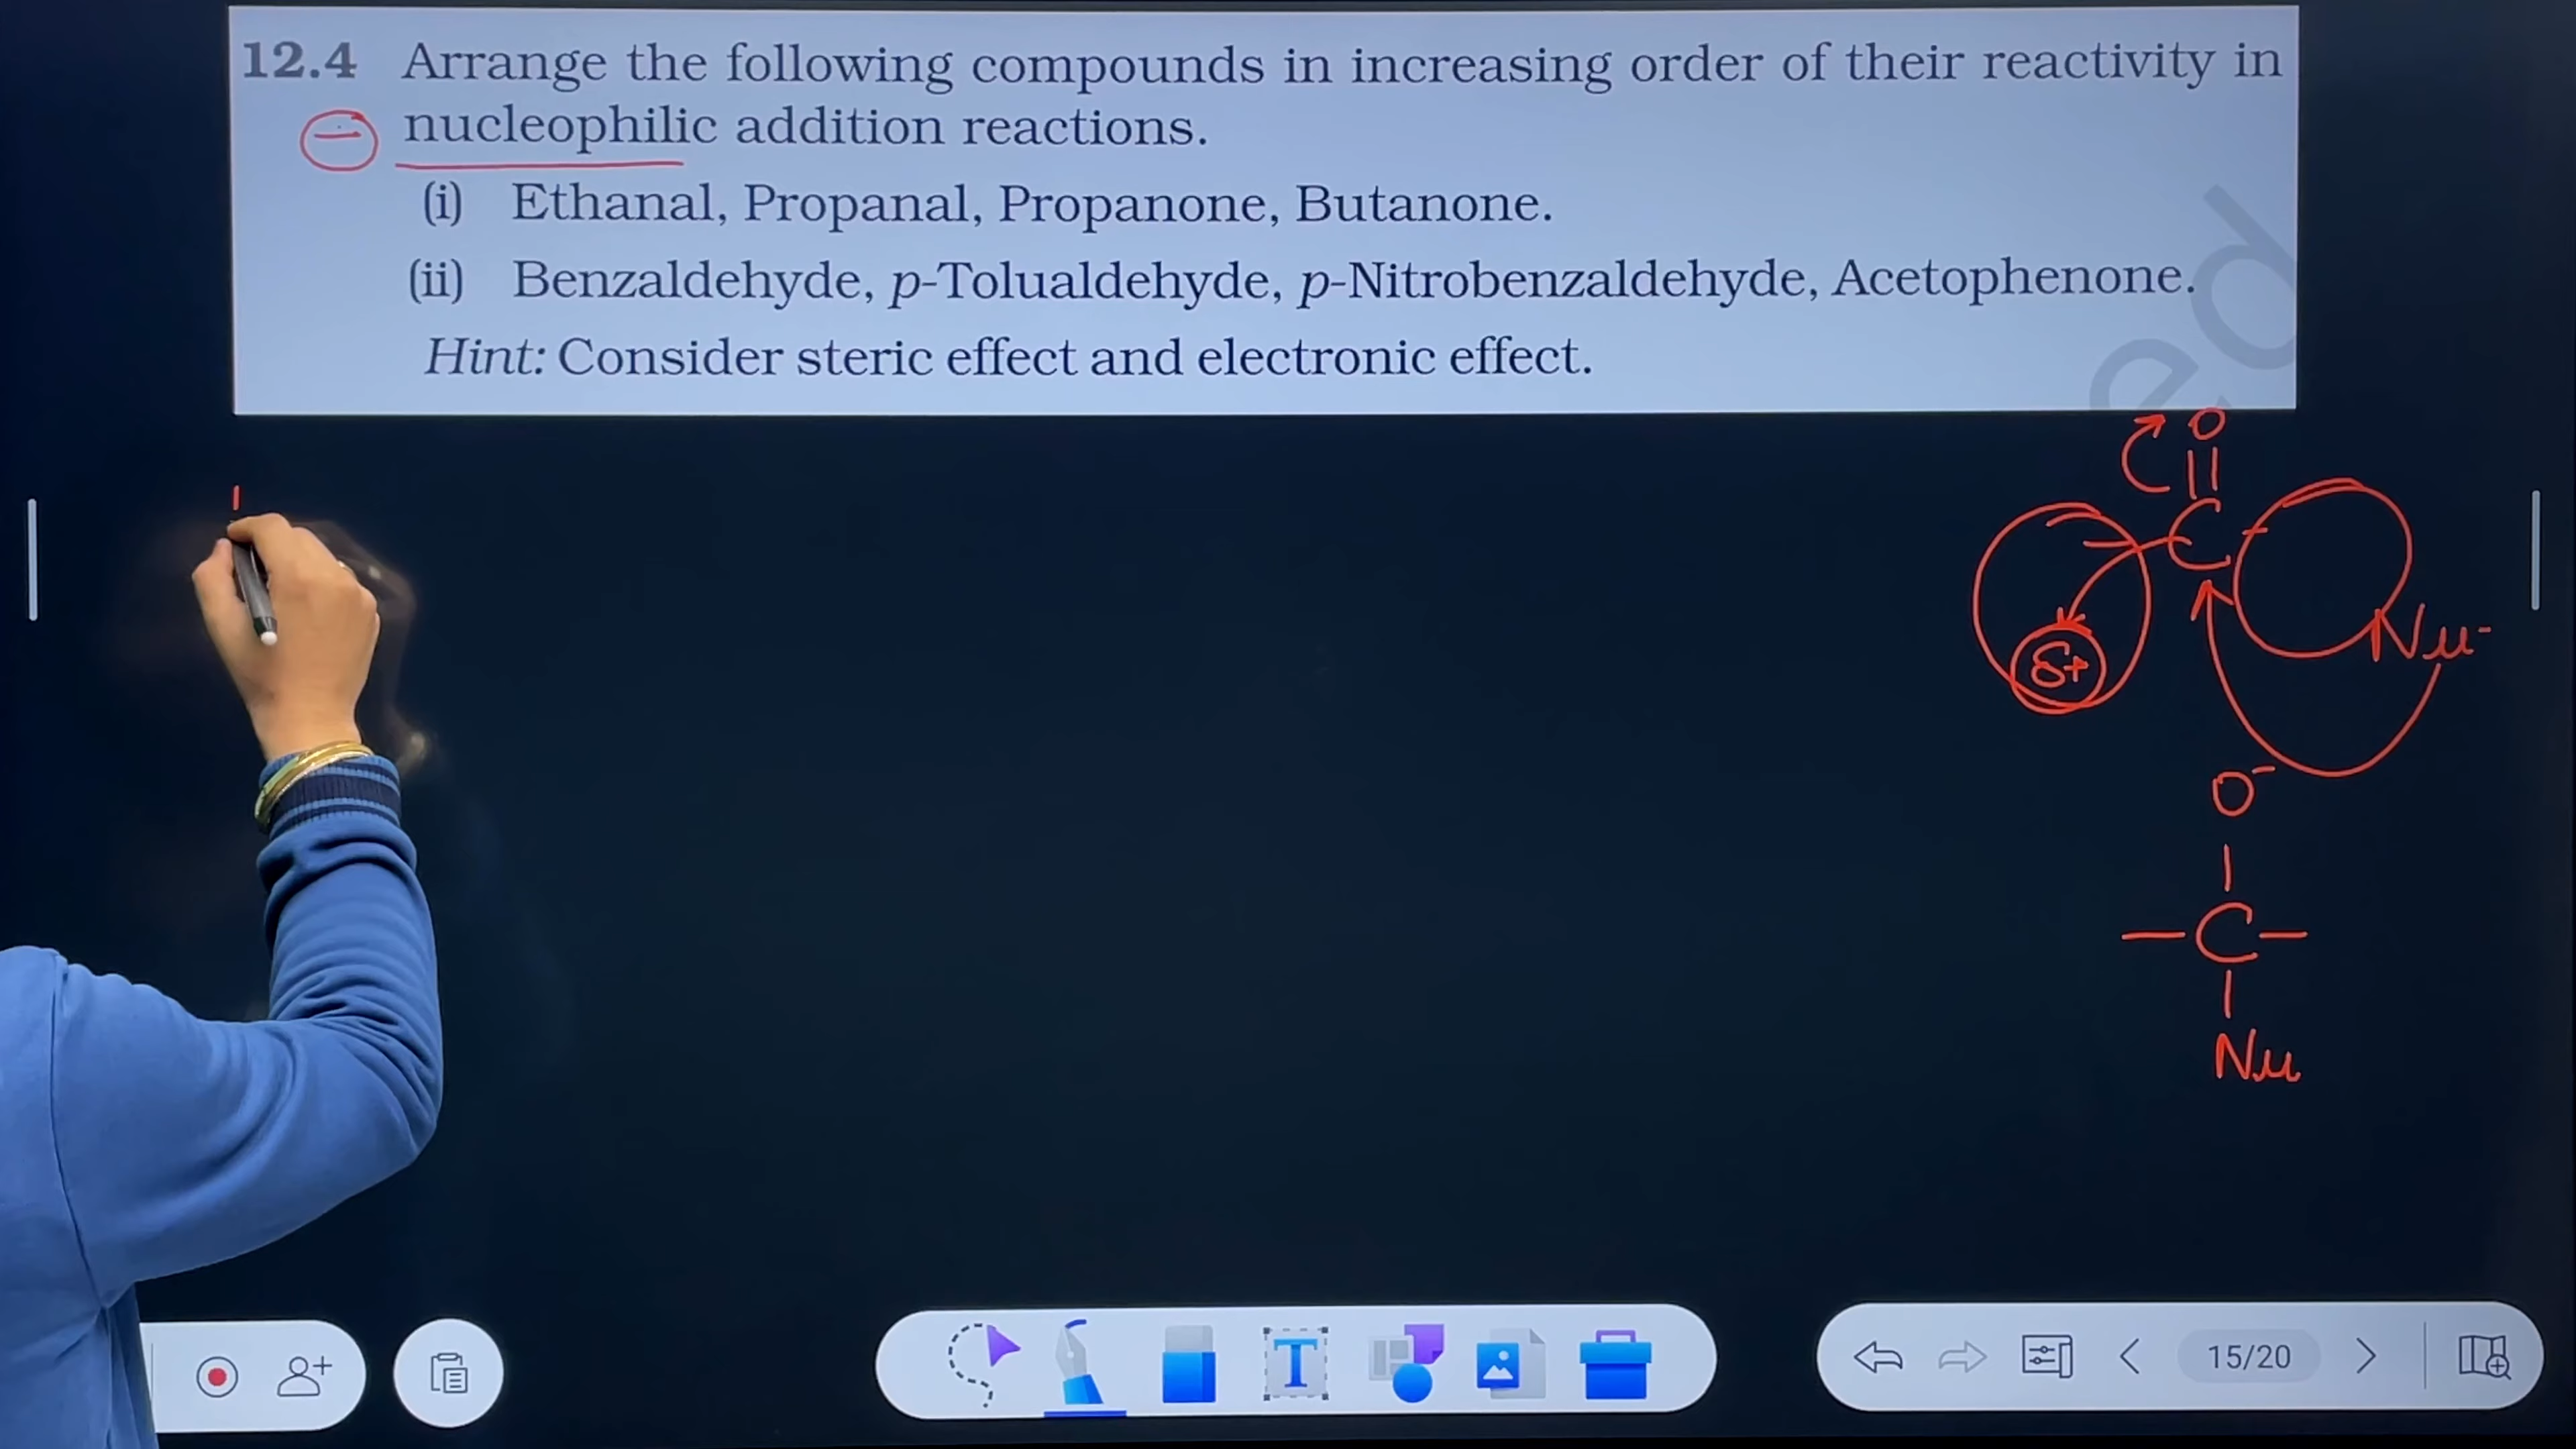 12.4 Arrange the following compounds in increasing order of their reactivity in
nucleophilic addition reactions.
(i) Ethanal, Propanal, Propanone, Butanone.
(ii) Benzaldehyde, p-Tolualdehyde, p-Nitrobenzaldehyde, Acetophenone.
Hint: Consider steric effect and electronic effect.
ed
O
C
δ+
Nu-
O-
C
Nu
T
15/20